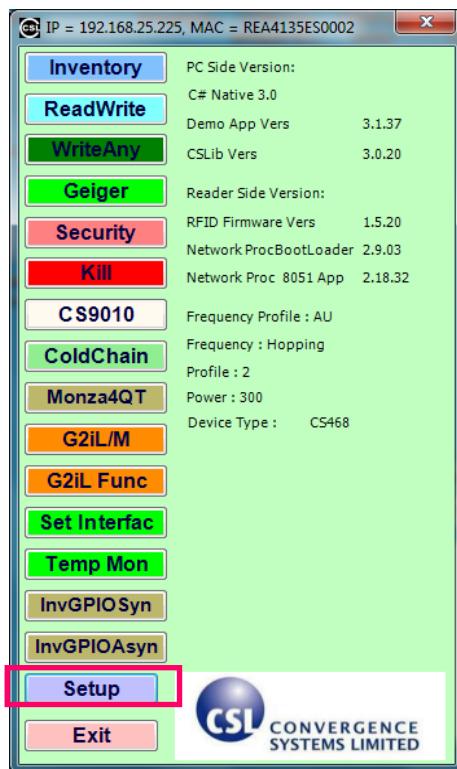 CSL IP = 192.168.25.225, MAC = REA4135ES0002 X
Inventory
ReadWrite
WriteAny
Geiger
Security
Kill
CS9010
ColdChain
Monza4QT
G2iL/M
G2iL Func
Set Interfac
Temp Mon
InvGPIOSyn
InvGPIOAsyn
Setup
Exit
PC Side Version:
C# Native 3.0
Demo App Vers 3.1.37
CSLib Vers 3.0.20
Reader Side Version:
RFID Firmware Vers 1.5.20
Network ProcBootLoader 2.9.03
Network Proc 8051 App 2.18.32
Frequency Profile : AU
Frequency : Hopping
Profile : 2
Power : 300
Device Type : CS468
CSL CONVERGENCE
SYSTEMS LIMITED